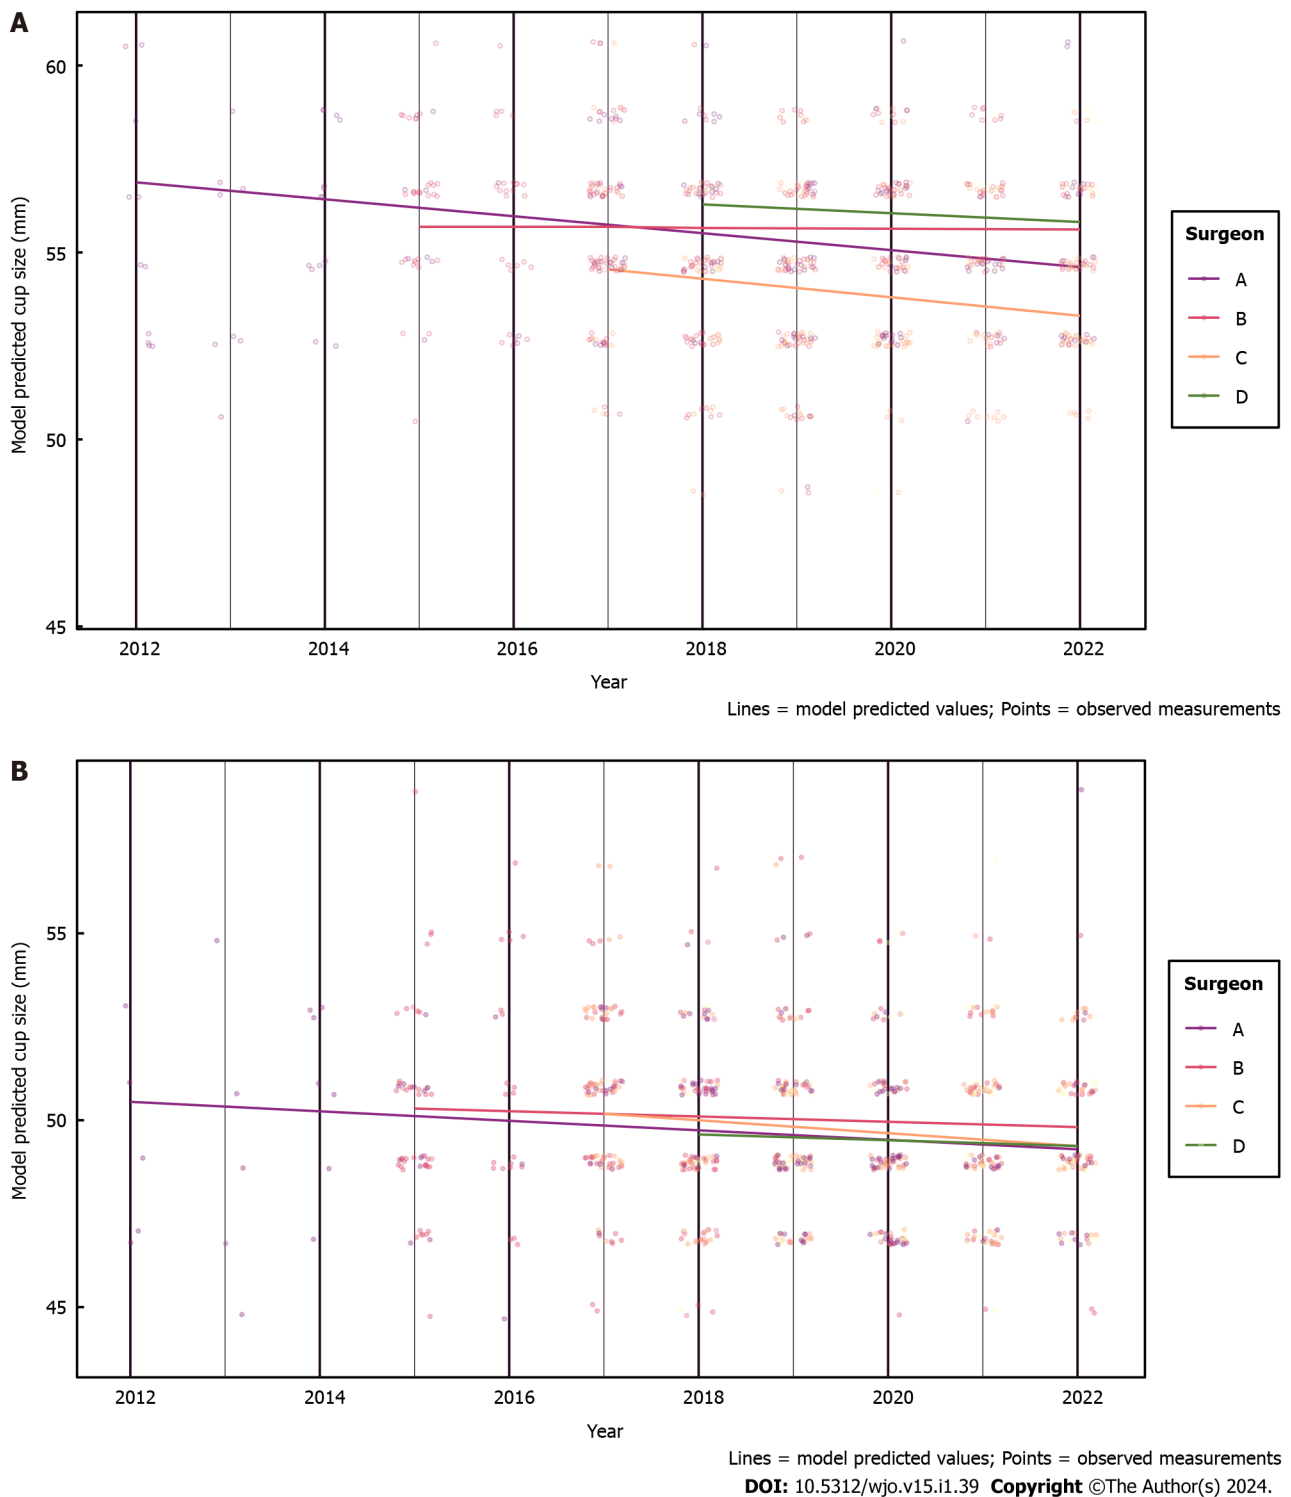 A
60
55
50
45
Model predicted cup size (mm)
2012 2014 2016 2018 2020 2022
Year
Surgeon
A
B
C
D
Lines = model predicted values; Points = observed measurements
B
55
50
45
Model predicted cup size (mm)
2012 2014 2016 2018 2020 2022
Year
Surgeon
A
B
C
D
Lines = model predicted values; Points = observed measurements
DOI: 10.5312/wjo.v15.i1.39 Copyright ©The Author(s) 2024.